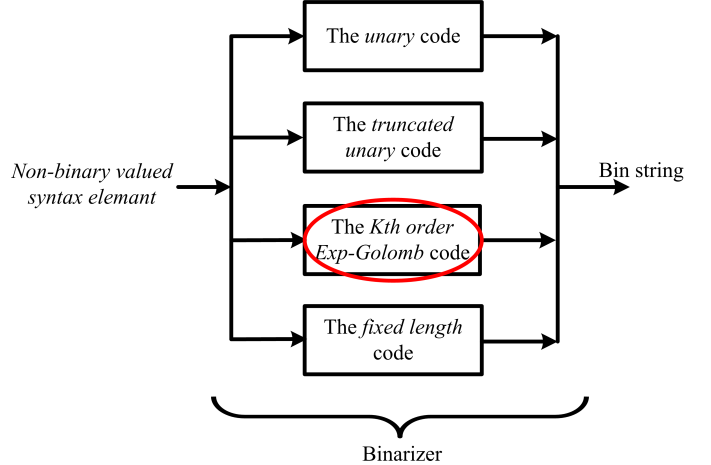 The unary code
The truncated
unary code
Non-binary valued
syntax elemant
Bin string
The Kth order
Exp-Golomb code
The fixed length
code
Binarizer